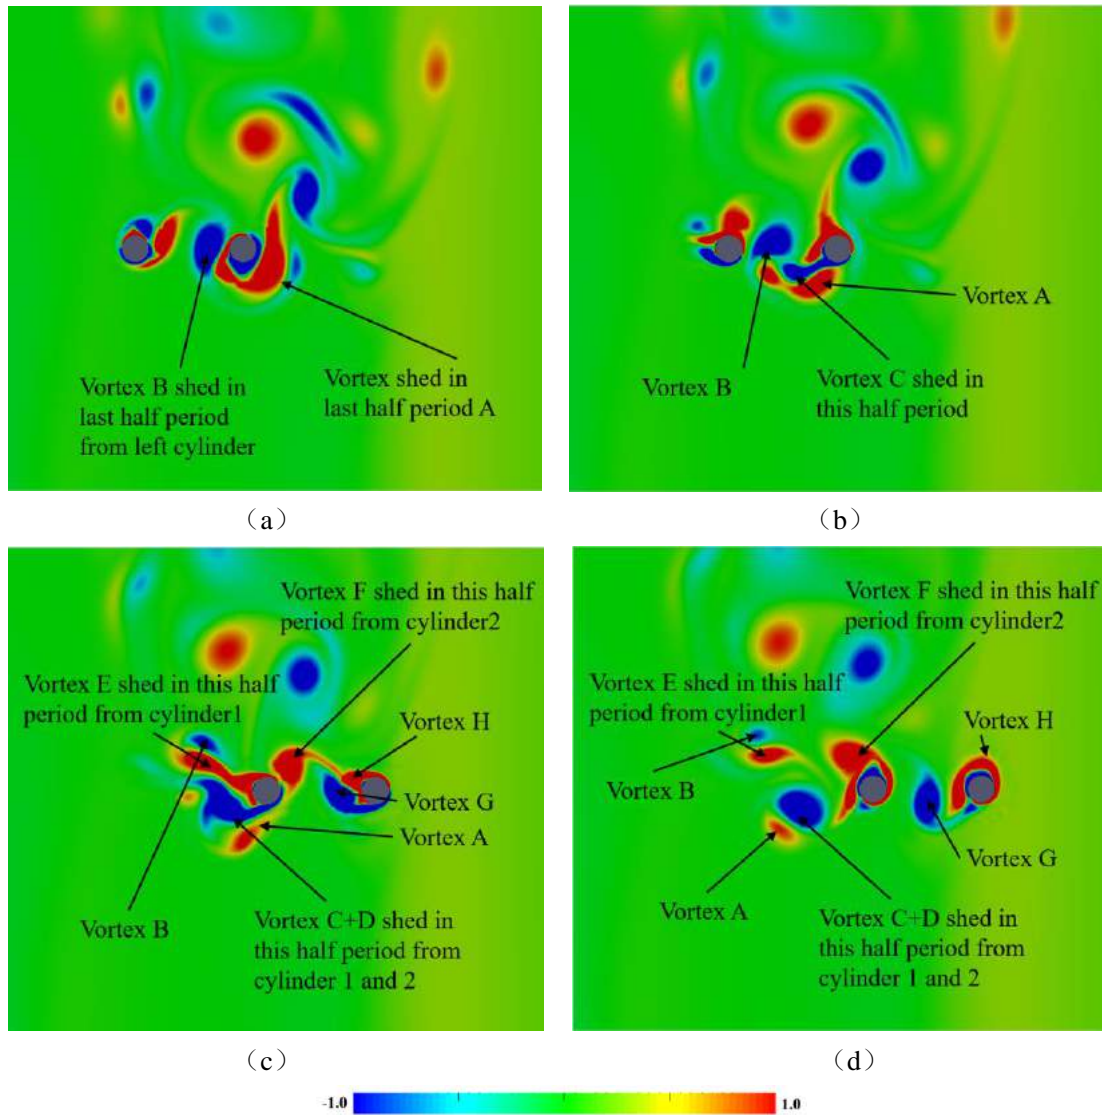 Vortex B shed in
last half period
from left cylinder
Vortex shed in
last half period A
（a）
Vortex A
Vortex B
Vortex C shed in
this half period
（b）
Vortex F shed in this half
period from cylinder2
Vortex E shed in this half
period from cylinder1
Vortex H
Vortex G
Vortex A
Vortex B
Vortex C+D shed in
this half period from
cylinder 1 and 2
（c）
Vortex F shed in this half
period from cylinder2
Vortex E shed in this half
period from cylinder1
Vortex H
Vortex B
Vortex G
Vortex A
Vortex C+D shed in
this half period from
cylinder 1 and 2
（d）
-1.0 1.0